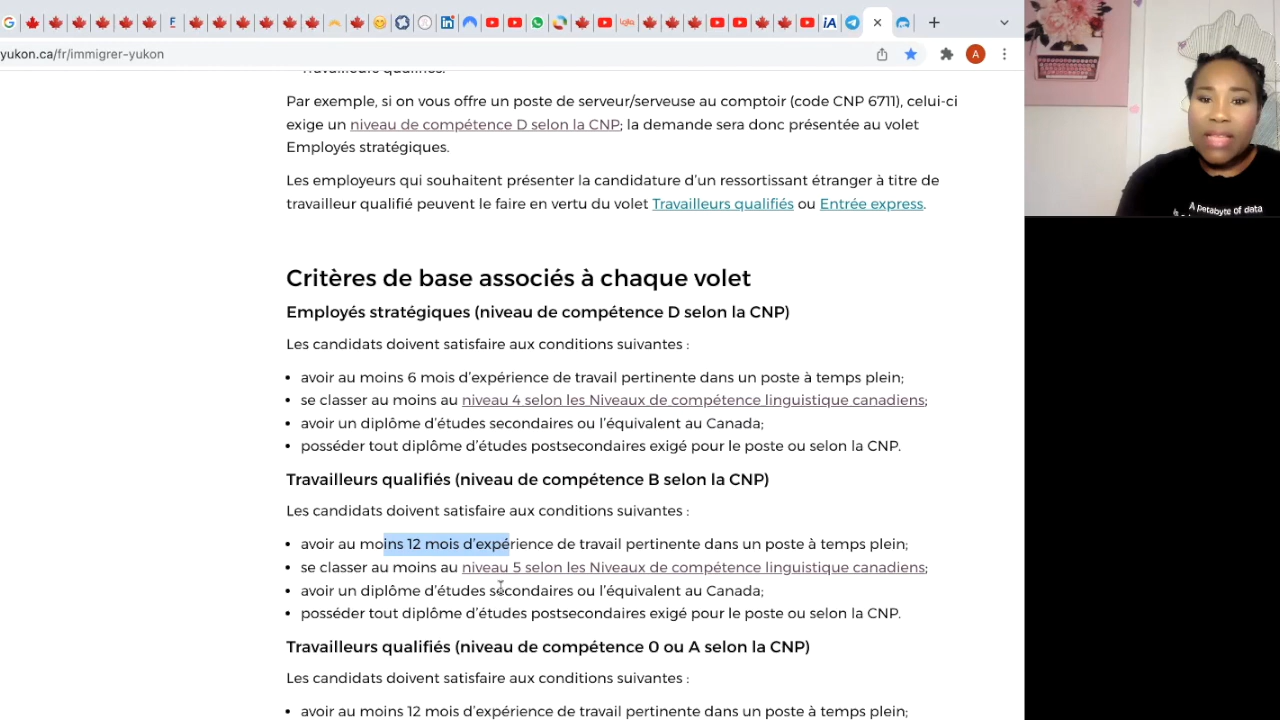 yukon.ca/fr/immigrer-yukon
A
Travailleurs qualifiés.
Par exemple, si on vous offre un poste de serveur/serveuse au comptoir (code CNP 6711), celui-ci
exige un niveau de compétence D selon la CNP; la demande sera donc présentée au volet
Employés stratégiques.
Les employeurs qui souhaitent présenter la candidature d’un ressortissant étranger à titre de
travailleur qualifié peuvent le faire en vertu du volet Travailleurs qualifiés ou Entrée express.
Critères de base associés à chaque volet
Employés stratégiques (niveau de compétence D selon la CNP)
Les candidats doivent satisfaire aux conditions suivantes :
• avoir au moins 6 mois d’expérience de travail pertinente dans un poste à temps plein;
• se classer au moins au niveau 4 selon les Niveaux de compétence linguistique canadiens;
• avoir un diplôme d’études secondaires ou l’équivalent au Canada;
• posséder tout diplôme d’études postsecondaires exigé pour le poste ou selon la CNP.
Travailleurs qualifiés (niveau de compétence B selon la CNP)
Les candidats doivent satisfaire aux conditions suivantes :
• avoir au moins 12 mois d’expérience de travail pertinente dans un poste à temps plein;
• se classer au moins au niveau 5 selon les Niveaux de compétence linguistique canadiens;
• avoir un diplôme d’études secondaires ou l’équivalent au Canada;
• posséder tout diplôme d’études postsecondaires exigé pour le poste ou selon la CNP.
Travailleurs qualifiés (niveau de compétence 0 ou A selon la CNP)
Les candidats doivent satisfaire aux conditions suivantes :
• avoir au moins 12 mois d’expérience de travail pertinente dans un poste à temps plein;
A petabyte of data